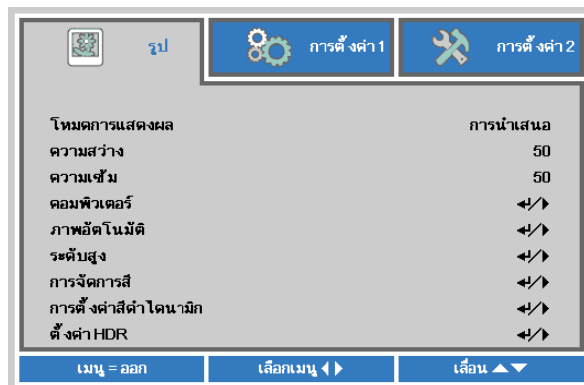 รูป
การตั้งค่า 1
การตั้งค่า 2
โหมดการแสดงผล การนำเสนอ
ความสว่าง 50
ความเข้ม 50
คอมพิวเตอร์ ↵/▶
ภาพอัตโนมัติ ↵/▶
ระดับสูง ↵/▶
การจัดการสี ↵/▶
การตั้งค่าสีดำไดนามิก ↵/▶
ตั้งค่า HDR ↵/▶
เมนู = ออก เลือกเมนู ◀▶ เลื่อน ▲▼